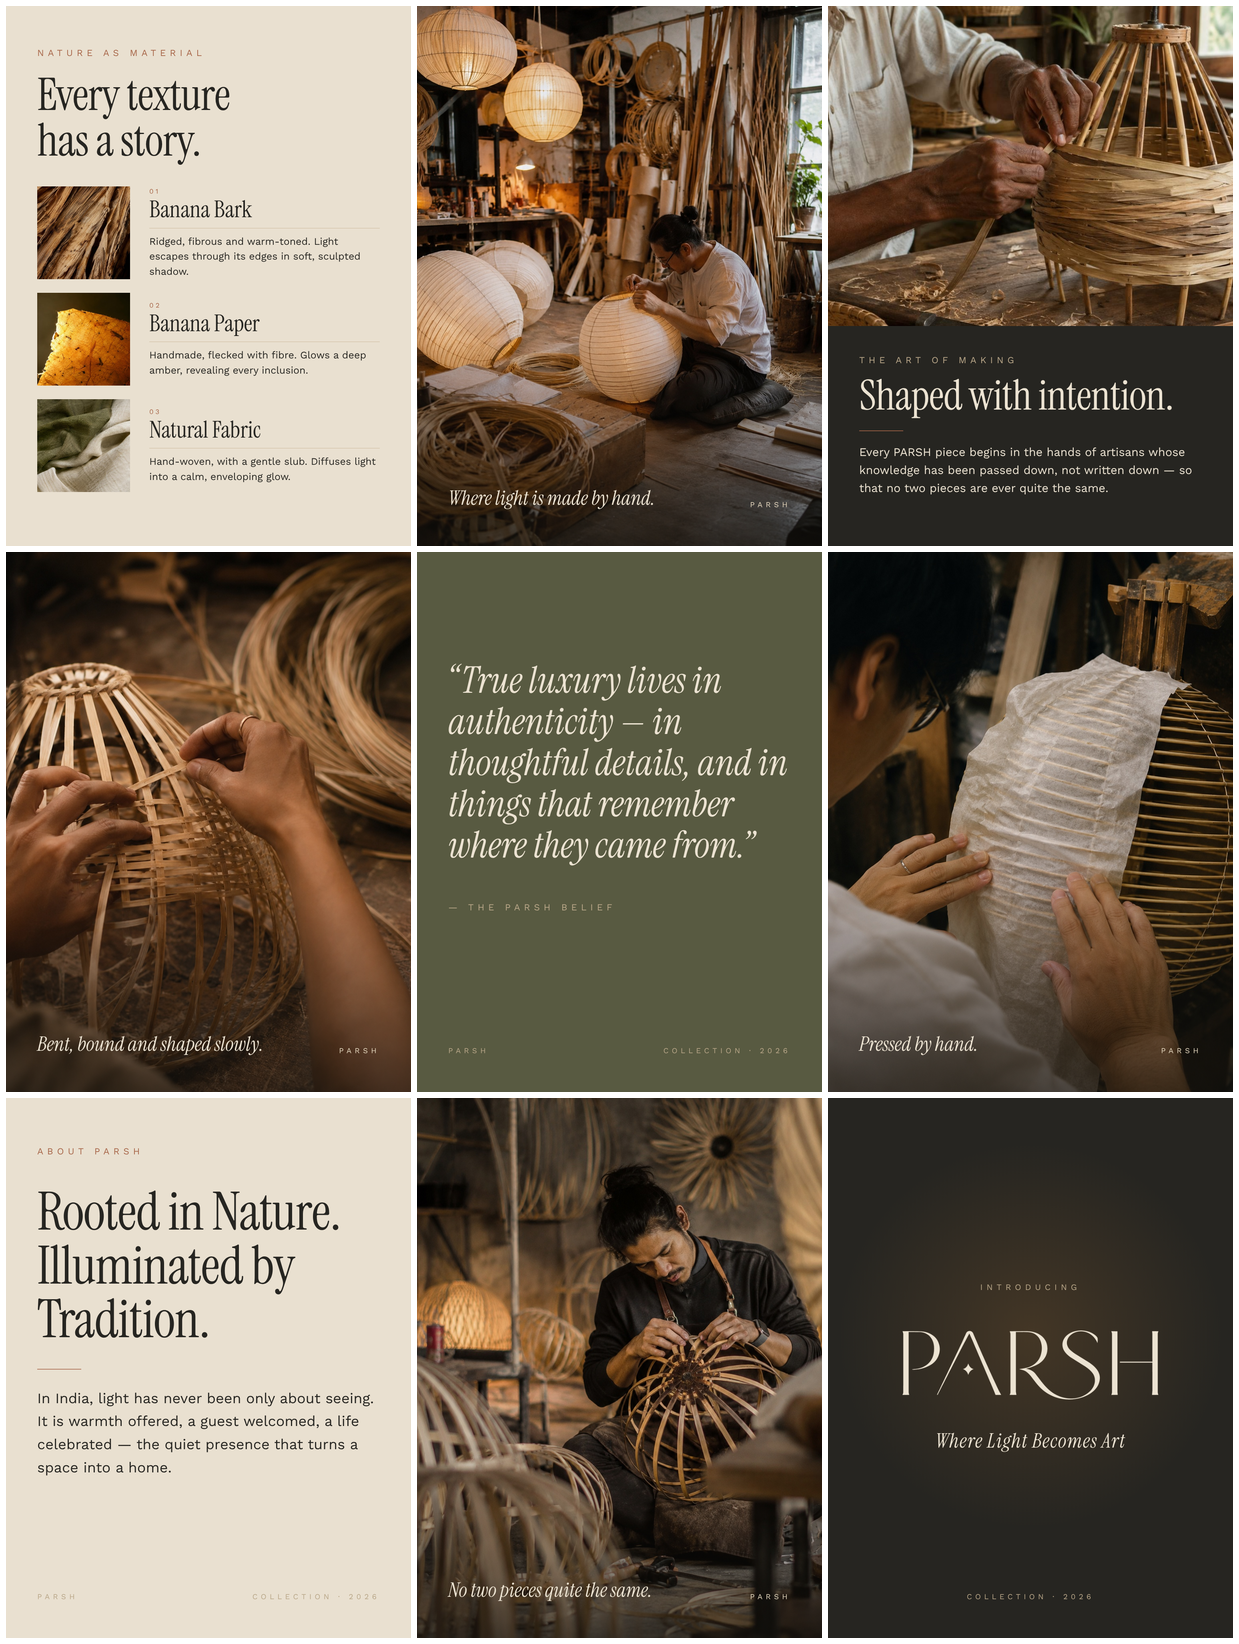 NATURE AS MATERIAL
Every texture
has a story.
01
Banana Bark
Ridged, fibrous and warm-toned. Light
escapes through its edges in soft, sculpted
shadow.
02
Banana Paper
Handmade, flecked with fibre. Glows a deep
amber, revealing every inclusion.
03
Natural Fabric
Hand-woven, with a gentle slub. Diffuses light
into a calm, enveloping glow.
Where light is made by hand.
PARSH
THE ART OF MAKING
Shaped with intention.
Every PARSH piece begins in the hands of artisans whose
knowledge has been passed down, not written down — so
that no two pieces are ever quite the same.
Bent, bound and shaped slowly.
PARSH
“True luxury lives in
authenticity — in
thoughtful details, and in
things that remember
where they came from.”
— THE PARSH BELIEF
PARSH
COLLECTION · 2026
Pressed by hand.
PARSH
ABOUT PARSH
Rooted in Nature.
Illuminated by
Tradition.
In India, light has never been only about seeing.
It is warmth offered, a guest welcomed, a life
celebrated — the quiet presence that turns a
space into a home.
PARSH
COLLECTION · 2026
No two pieces quite the same.
PARSH
INTRODUCING
PARSH
Where Light Becomes Art
COLLECTION · 2026